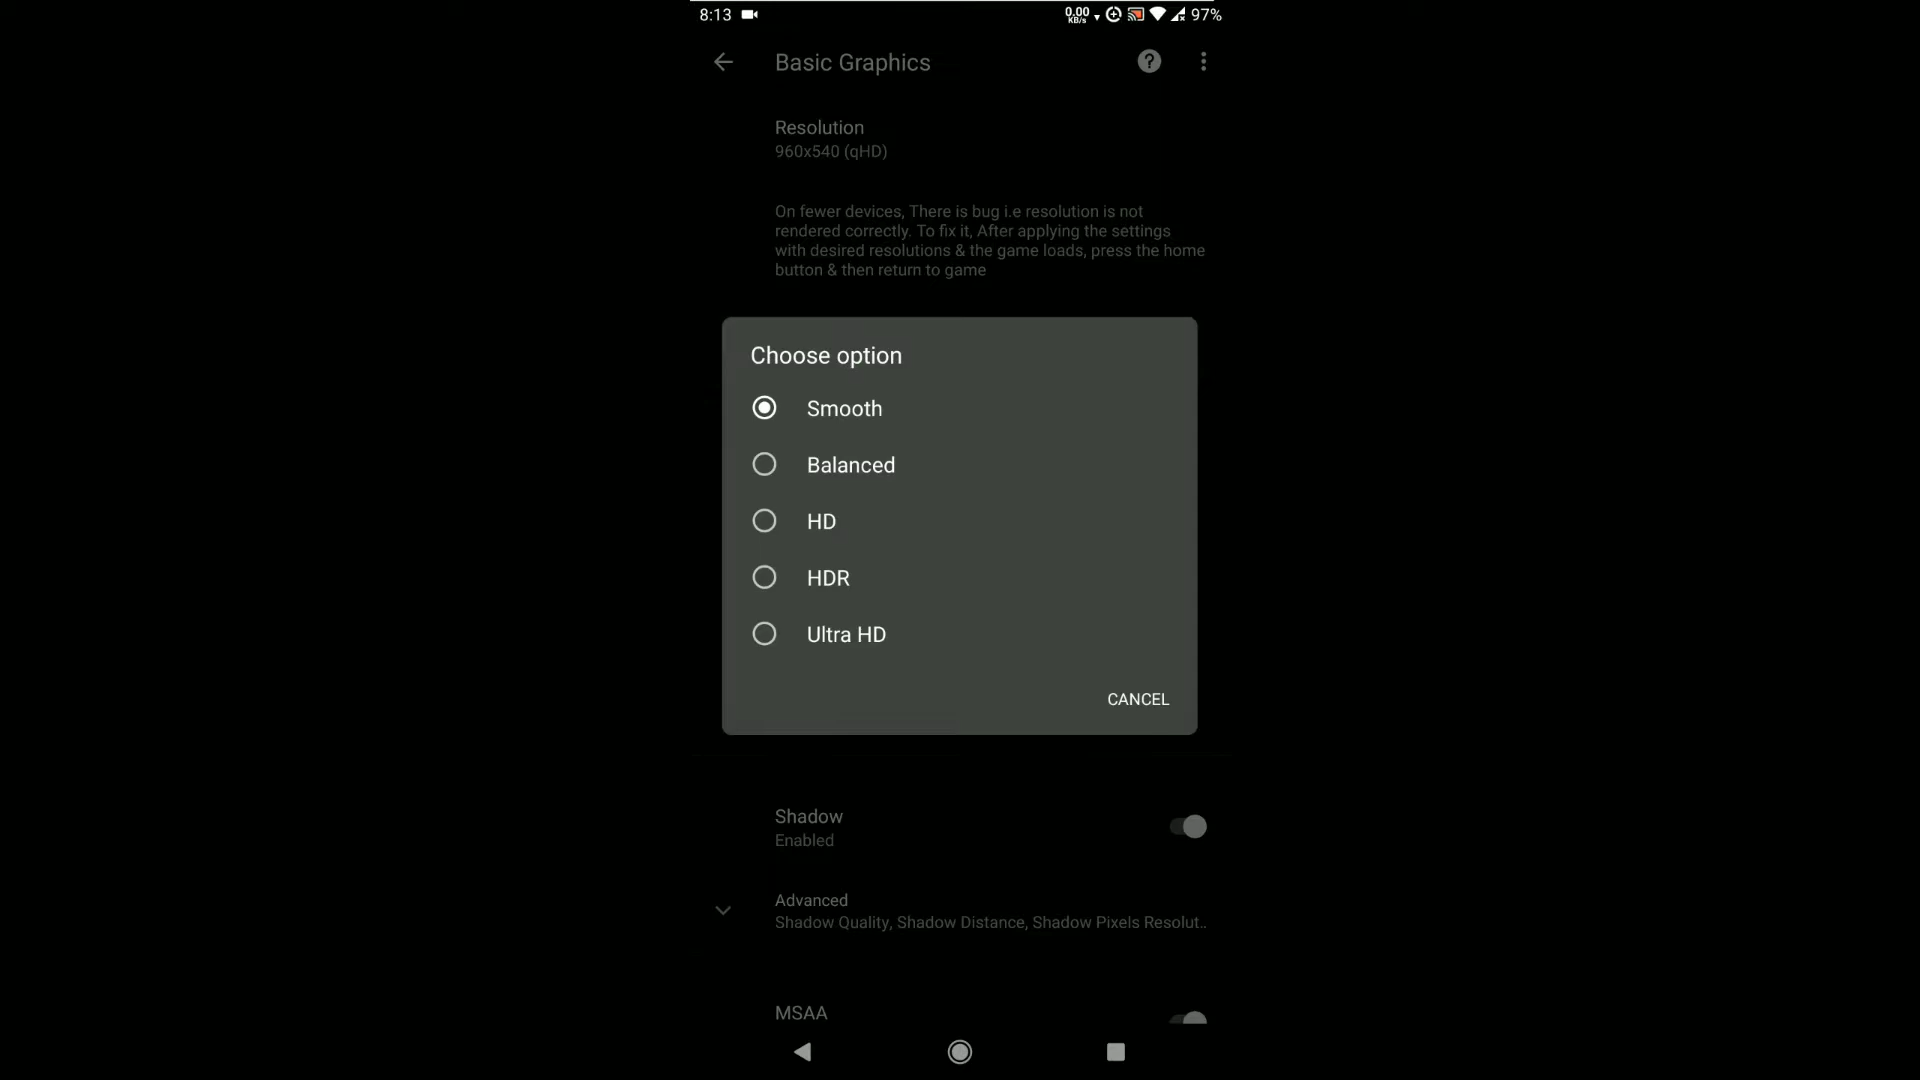 8:13
0.00
KB/s
97%
Basic Graphics
Resolution
960x540 (qHD)
On fewer devices, There is bug i.e resolution is not
rendered correctly. To fix it, After applying the settings
with desired resolutions & the game loads, press the home
button & then return to game
Choose option
Smooth
Balanced
HD
HDR
Ultra HD
CANCEL
Shadow
Enabled
Advanced
Shadow Quality, Shadow Distance, Shadow Pixels Resolut..
MSAA